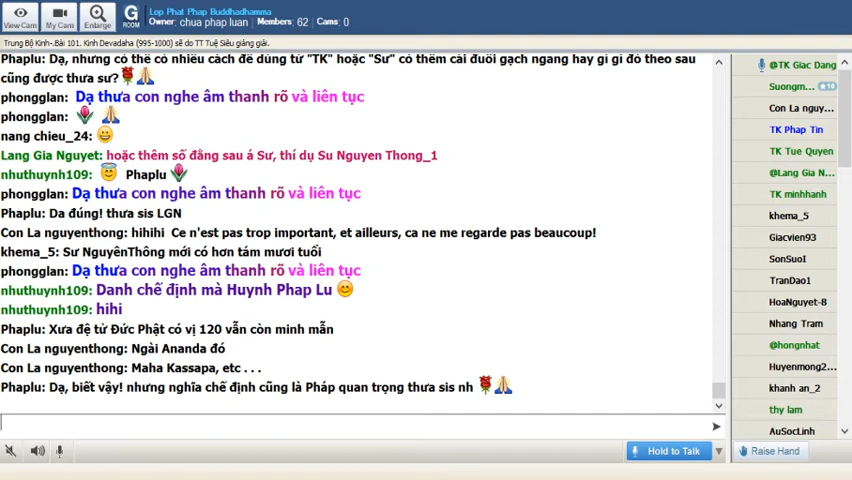 View Cam
My Cam
Enlarge
G
ROOM
Lop Phat Phap Buddhadhamma
Owner: chua phap luan Members: 62 Cams: 0
Trung Bộ Kinh-.Bài 101. Kinh Devadaha (995-1000) sẽ do TT Tuệ Siêu giảng giải.
Phaplu: Dạ, nhưng có thể có nhiều cách để dùng từ "TK" hoặc "Sư" có thêm cái đuôi gạch ngang hay gì gì đó theo sau
cũng được thưa sư?
phongglan: Dạ thưa con nghe âm thanh rõ và liên tục
phongglan:
nang chieu_24:
Lang Gia Nguyet: hoặc thêm số đằng sau á Sư, thí dụ Su Nguyen Thong_1
nhuthuynh109: Phaplu
phongglan: Dạ thưa con nghe âm thanh rõ và liên tục
Phaplu: Da đúng! thưa sis LGN
Con La nguyenthong: hihihi Ce n'est pas trop important, et ailleurs, ca ne me regarde pas beaucoup!
khema_5: Sư NguyênThông mới có hơn tám mươi tuổi
phongglan: Dạ thưa con nghe âm thanh rõ và liên tục
nhuthuynh109: Danh chế định mà Huynh Phap Lu
nhuthuynh109: hihi
Phaplu: Xưa đệ tử Đức Phật có vị 120 vẫn còn minh mẫn
Con La nguyenthong: Ngài Ananda đó
Con La nguyenthong: Maha Kassapa, etc . . .
Phaplu: Dạ, biết vậy! nhưng nghĩa chế định cũng là Pháp quan trọng thưa sis nh
Hold to Talk
@TK Giac Dang
Suongm... 10
Con La nguy...
TK Phap Tin
TK Tue Quyen
@Lang Gia N...
TK minhhanh
khema_5
Giacvien93
SonSuoI
TranDao1
HoaNguyet-8
Nhang Tram
@hongnhat
Huyenmong2...
khanh an_2
thy lam
AuSocLinh
Raise Hand